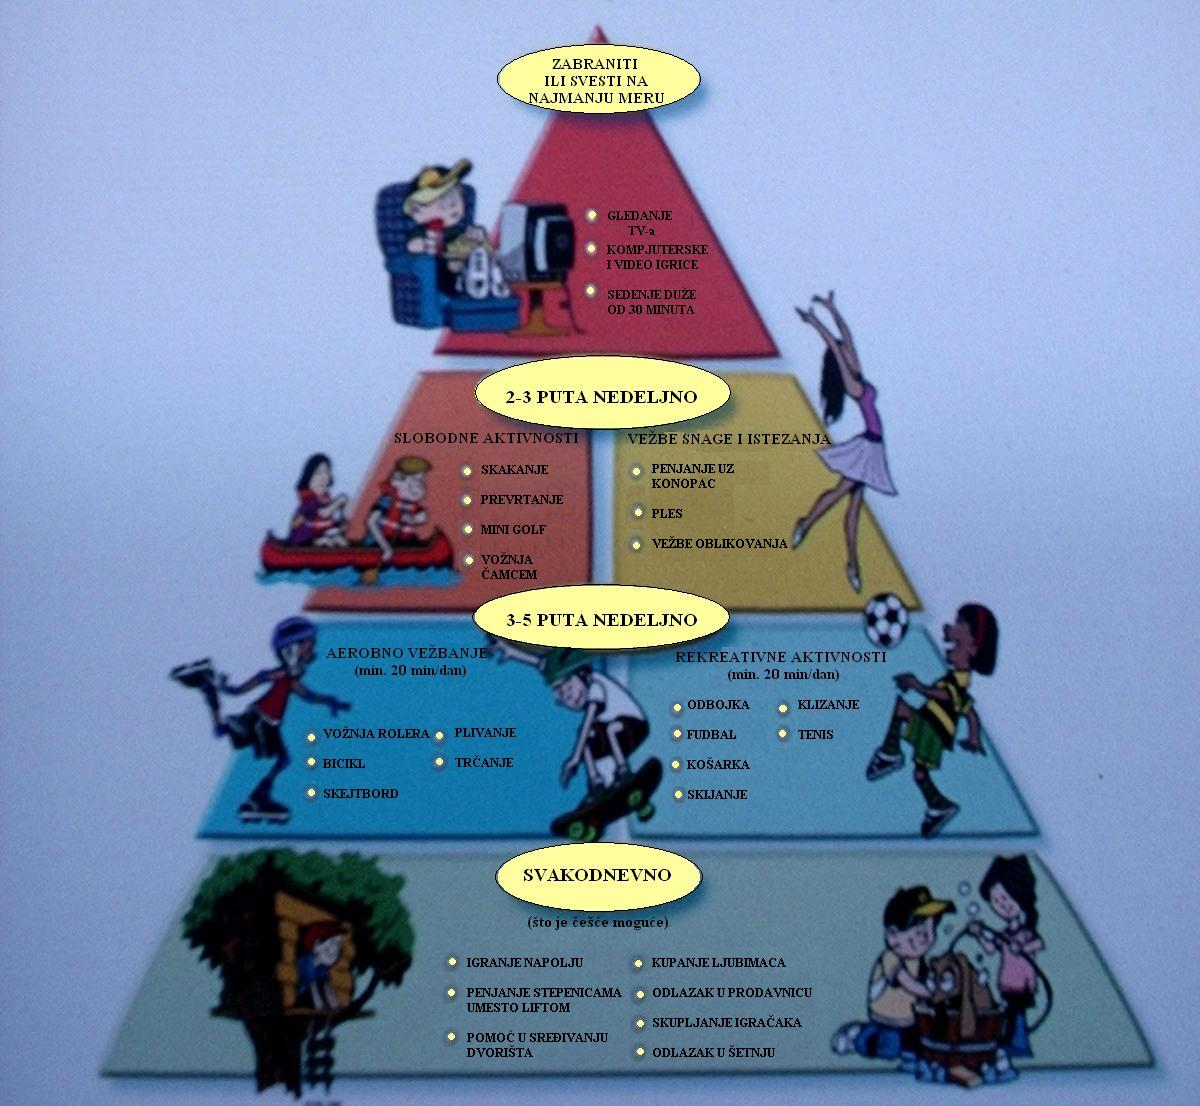 ZABRANITI
ILI SVESTI NA
NAJMANJU MERU
GLEDANJE
TV-a
KOMPJUTERSKE
I VIDEO IGRICE
SEDENJE DUŽE
OD 30 MINUTA
2-3 PUTA NEDELJNO
SLOBODNE AKTIVNOSTI
SKAKANJE
PREVRTANJE
MINI GOLF
VOŽNJA
ČAMCEM
VEŽBE SNAGE I ISTEZANJA
PENJANJE UZ
KONOPAC
PLES
VEŽBE OBLIKOVANJA
3-5 PUTA NEDELJNO
AEROBNO VEŽBANJE
(min. 20 min/dan)
VOŽNJA ROLERA
BICIKL
SKEJTBORD
PLIVANJE
TRČANJE
REKREATIVNE AKTIVNOSTI
(min. 20 min/dan)
ODBOJKA
FUDBAL
KOŠARKA
SKIJANJE
KLIZANJE
TENIS
SVAKODNEVNO
(što je češće moguće)
IGRANJE NAPOLJU
PENJANJE STEPENICAMA
UMESTO LIFTOM
POMOĆ U SREĐIVANJU
DVORIŠTA
KUPANJE LJUBIMACA
ODLAZAK U PRODAVNICU
SKUPLJANJE IGRAČAKA
ODLAZAK U ŠETNJU